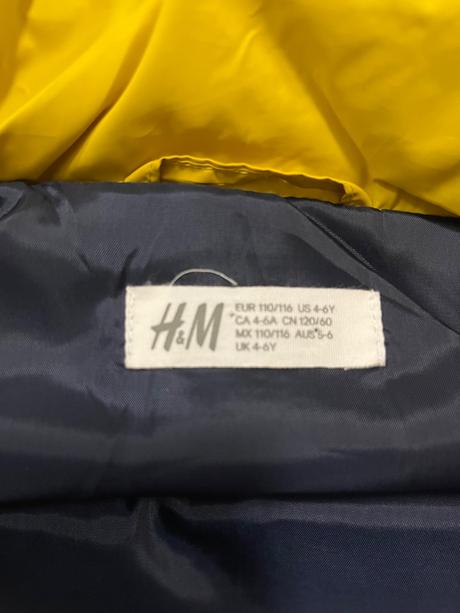 H&M
EUR 110/116 US 4-6Y
CA 4-6A CN 120/60
MX 110/116 AUS 5-6
UK 4-6Y